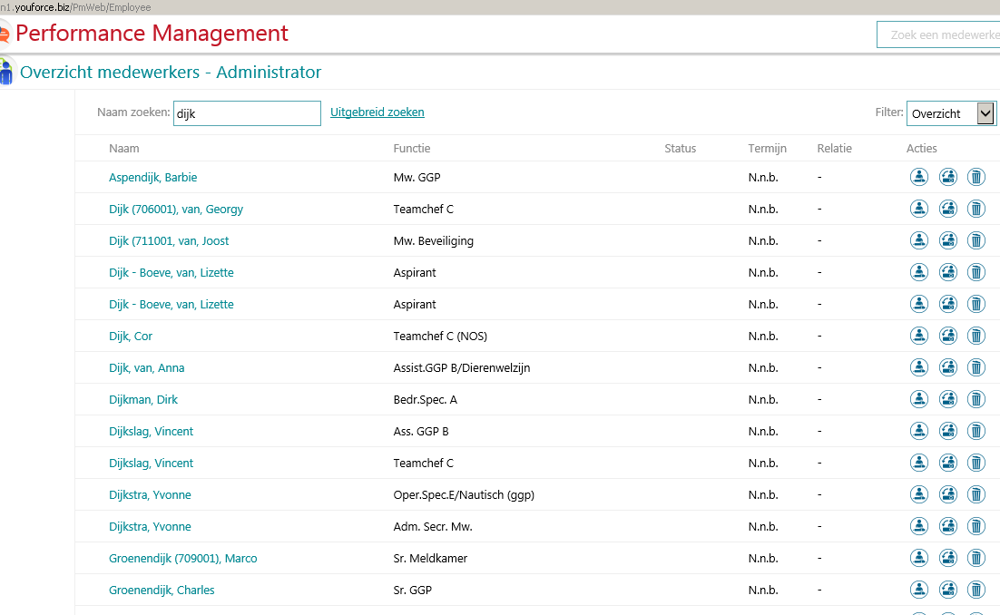 n1.youforce.biz/PmWeb/Employee
Performance Management
Zoek een medewerke
Overzicht medewerkers - Administrator
Naam zoeken: dijk Uitgebreid zoeken Filter: Overzicht
Naam Functie Status Termijn Relatie Acties
Aspendijk, Barbie Mw. GGP N.n.b. -
Dijk (706001), van, Georgy Teamchef C N.n.b. -
Dijk (711001, van, Joost Mw. Beveiliging N.n.b. -
Dijk - Boeve, van, Lizette Aspirant N.n.b. -
Dijk - Boeve, van, Lizette Aspirant N.n.b. -
Dijk, Cor Teamchef C (NOS) N.n.b. -
Dijk, van, Anna Assist.GGP B/Dierenwelzijn N.n.b. -
Dijkman, Dirk Bedr.Spec. A N.n.b. -
Dijkslag, Vincent Ass. GGP B N.n.b. -
Dijkslag, Vincent Teamchef C N.n.b. -
Dijkstra, Yvonne Oper.Spec.E/Nautisch (ggp) N.n.b. -
Dijkstra, Yvonne Adm. Secr. Mw. N.n.b. -
Groenendijk (709001), Marco Sr. Meldkamer N.n.b. -
Groenendijk, Charles Sr. GGP N.n.b. -